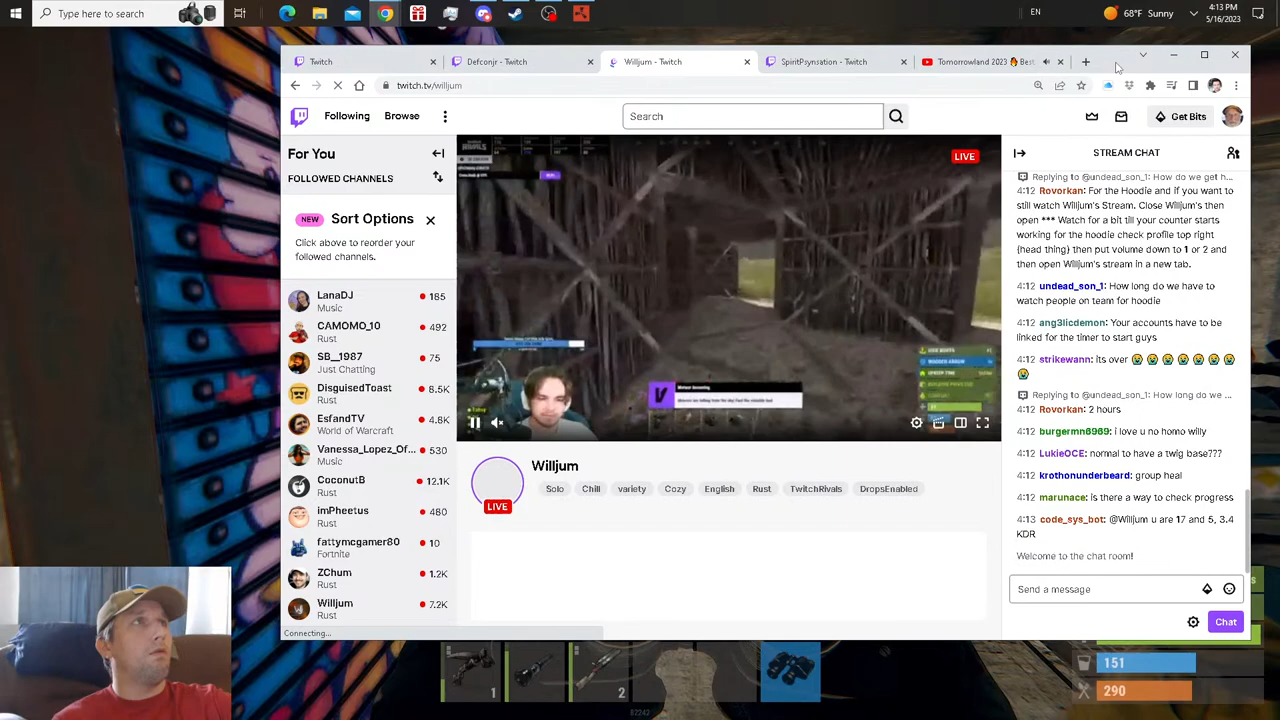 Type here to search
EN
68°F Sunny
4:13 PM
5/16/2023
Twitch
Defconjr - Twitch
Willjum - Twitch
SpiritPsynsation - Twitch
Tomorrowland 2023 🔥 Best
twitch.tv/willjum
Following
Browse
Search
Get Bits
For You
FOLLOWED CHANNELS
NEW Sort Options
Click above to reorder your
followed channels.
LanaDJ 185
Music
CAMOMO_10 492
Rust
SB__1987 75
Just Chatting
DisguisedToast 8.5K
Rust
EsfandTV 4.8K
World of Warcraft
Vanessa_Lopez_Of... 530
Music
CoconutB 12.1K
Rust
imPheetus 480
Rust
fattymcgamer80 10
Fortnite
ZChum 1.2K
Rust
Willjum 7.2K
Rust
Connecting...
RIVALS
LIVE
Willjum
LIVE
Solo Chill variety Cozy English Rust TwitchRivals DropsEnabled
STREAM CHAT
Replying to @undead_son_1: How do we get h...
4:12 Rovorkan: For the Hoodie and if you want
still watch Willjum's Stream. Close Willjum's then
open *** Watch for a bit till your counter starts
working for the hoodie check profile top right
(head thing) then put volume down to 1 or 2 and
then open Willjum's stream in a new tab.
4:12 undead_son_1: How long do we have to
watch people on team for hoodie
4:12 ang3licdemon: Your accounts have to be
linked for the timer to start guys
4:12 strikewann: its over 😭 😭 😭 😭 😭 😭 😭
😭
Replying to @undead_son_1: How long do we ...
4:12 Rovorkan: 2 hours
4:12 burgermn6969: i love u no homo willy
4:12 LukieOCE: normal to have a twig base???
4:12 krothonunderbeard: group heal
4:12 marunace: is there a way to check progress
4:13 code_sys_bot: @Willjum u are 17 and 5, 3.4
KDR
Welcome to the chat room!
Send a message
Chat
1
2
151
290
82243